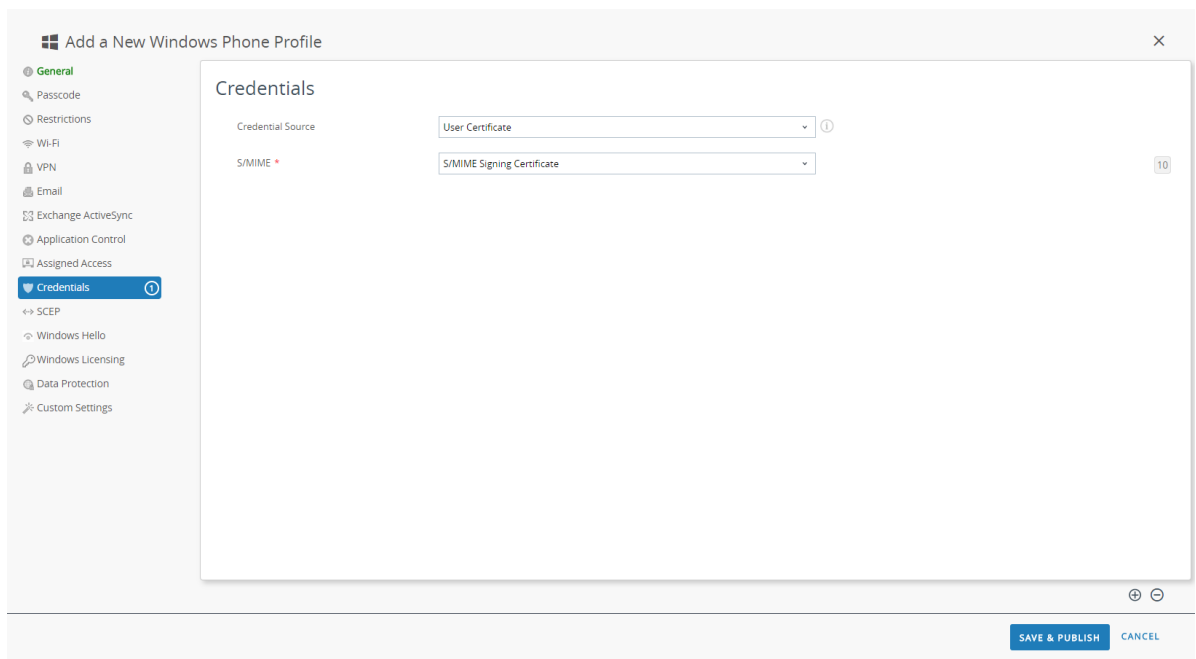 Add a New Windows Phone Profile
General
Passcode
Restrictions
Wi-Fi
VPN
Email
Exchange ActiveSync
Application Control
Assigned Access
Credentials 1
SCEP
Windows Hello
Windows Licensing
Data Protection
Custom Settings
Credentials
Credential Source User Certificate
S/MIME * S/MIME Signing Certificate 10
SAVE & PUBLISH CANCEL